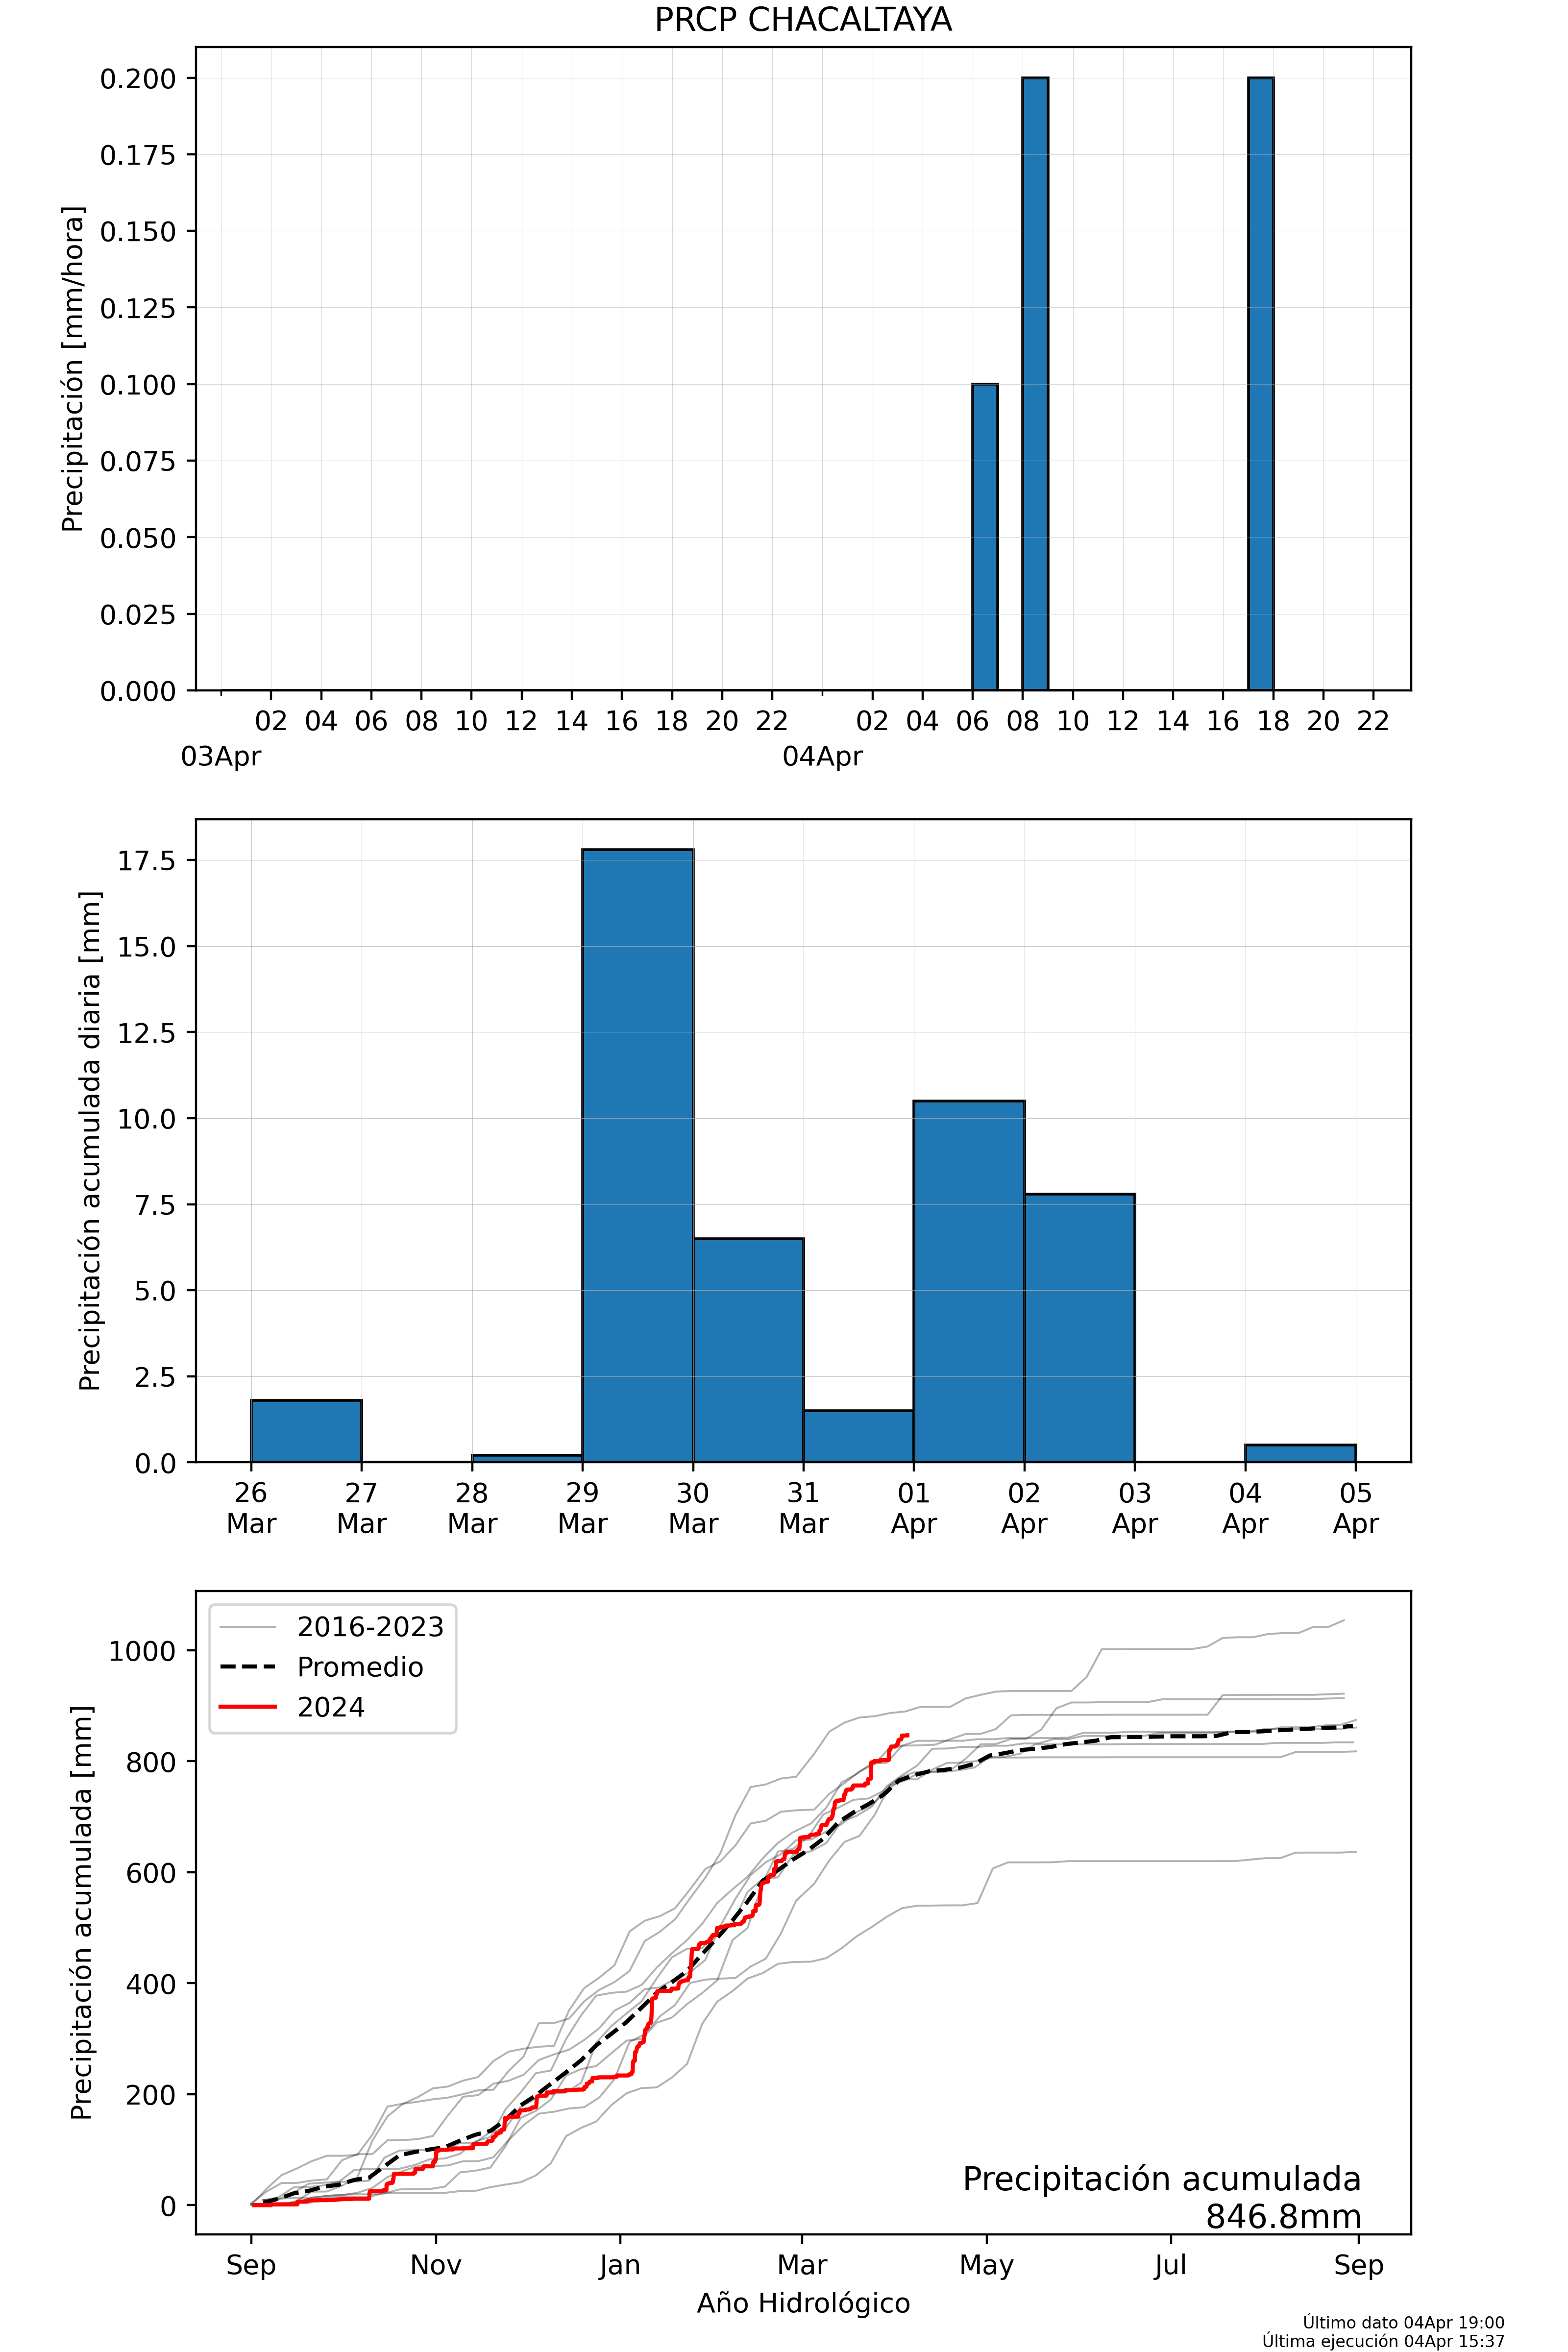 PRCP CHACALTAYA
Precipitación [mm/hora]
0.200
0.175
0.150
0.125
0.100
0.075
0.050
0.025
0.000
02 04 06 08 10 12 14 16 18 20 22 02 04 06 08 10 12 14 16 18 20 22
03Apr 04Apr
Precipitación acumulada diaria [mm]
17.5
15.0
12.5
10.0
7.5
5.0
2.5
0.0
26 27 28 29 30 31 01 02 03 04 05
Mar Mar Mar Mar Mar Mar Apr Apr Apr Apr Apr
Precipitación acumulada [mm]
1000
800
600
400
200
0
2016-2023
Promedio
2024
Precipitación acumulada
846.8mm
Sep Nov Jan Mar May Jul Sep
Año Hidrológico
Último dato 04Apr 19:00
Última ejecución 04Apr 15:37